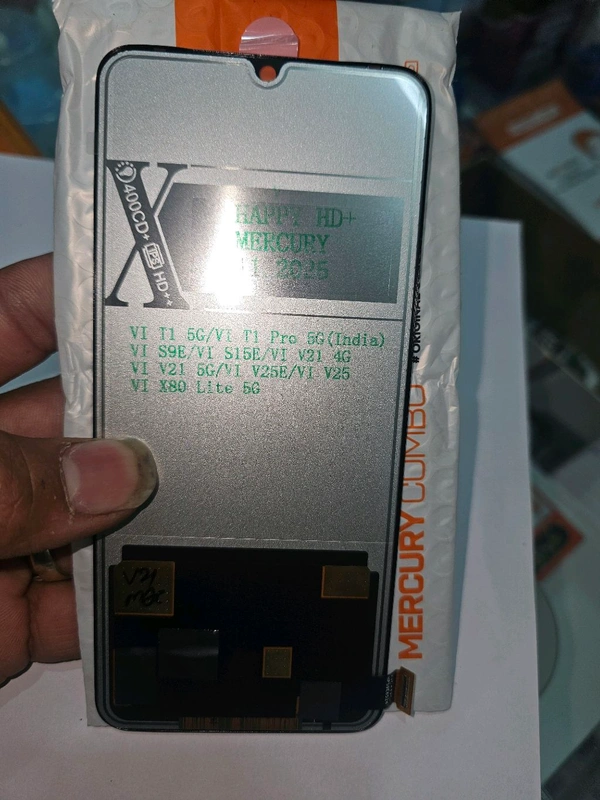 X
400CD+
HD++
HAPPY HD+
MERCURY
2025
VI T1 5G/VI T1 Pro 5G(India)
VI S9E/VI S15E/VI V21 4G
VI V21 5G/VI V25E/VI V25
VI X80 Lite 5G
MERCURY COMBO